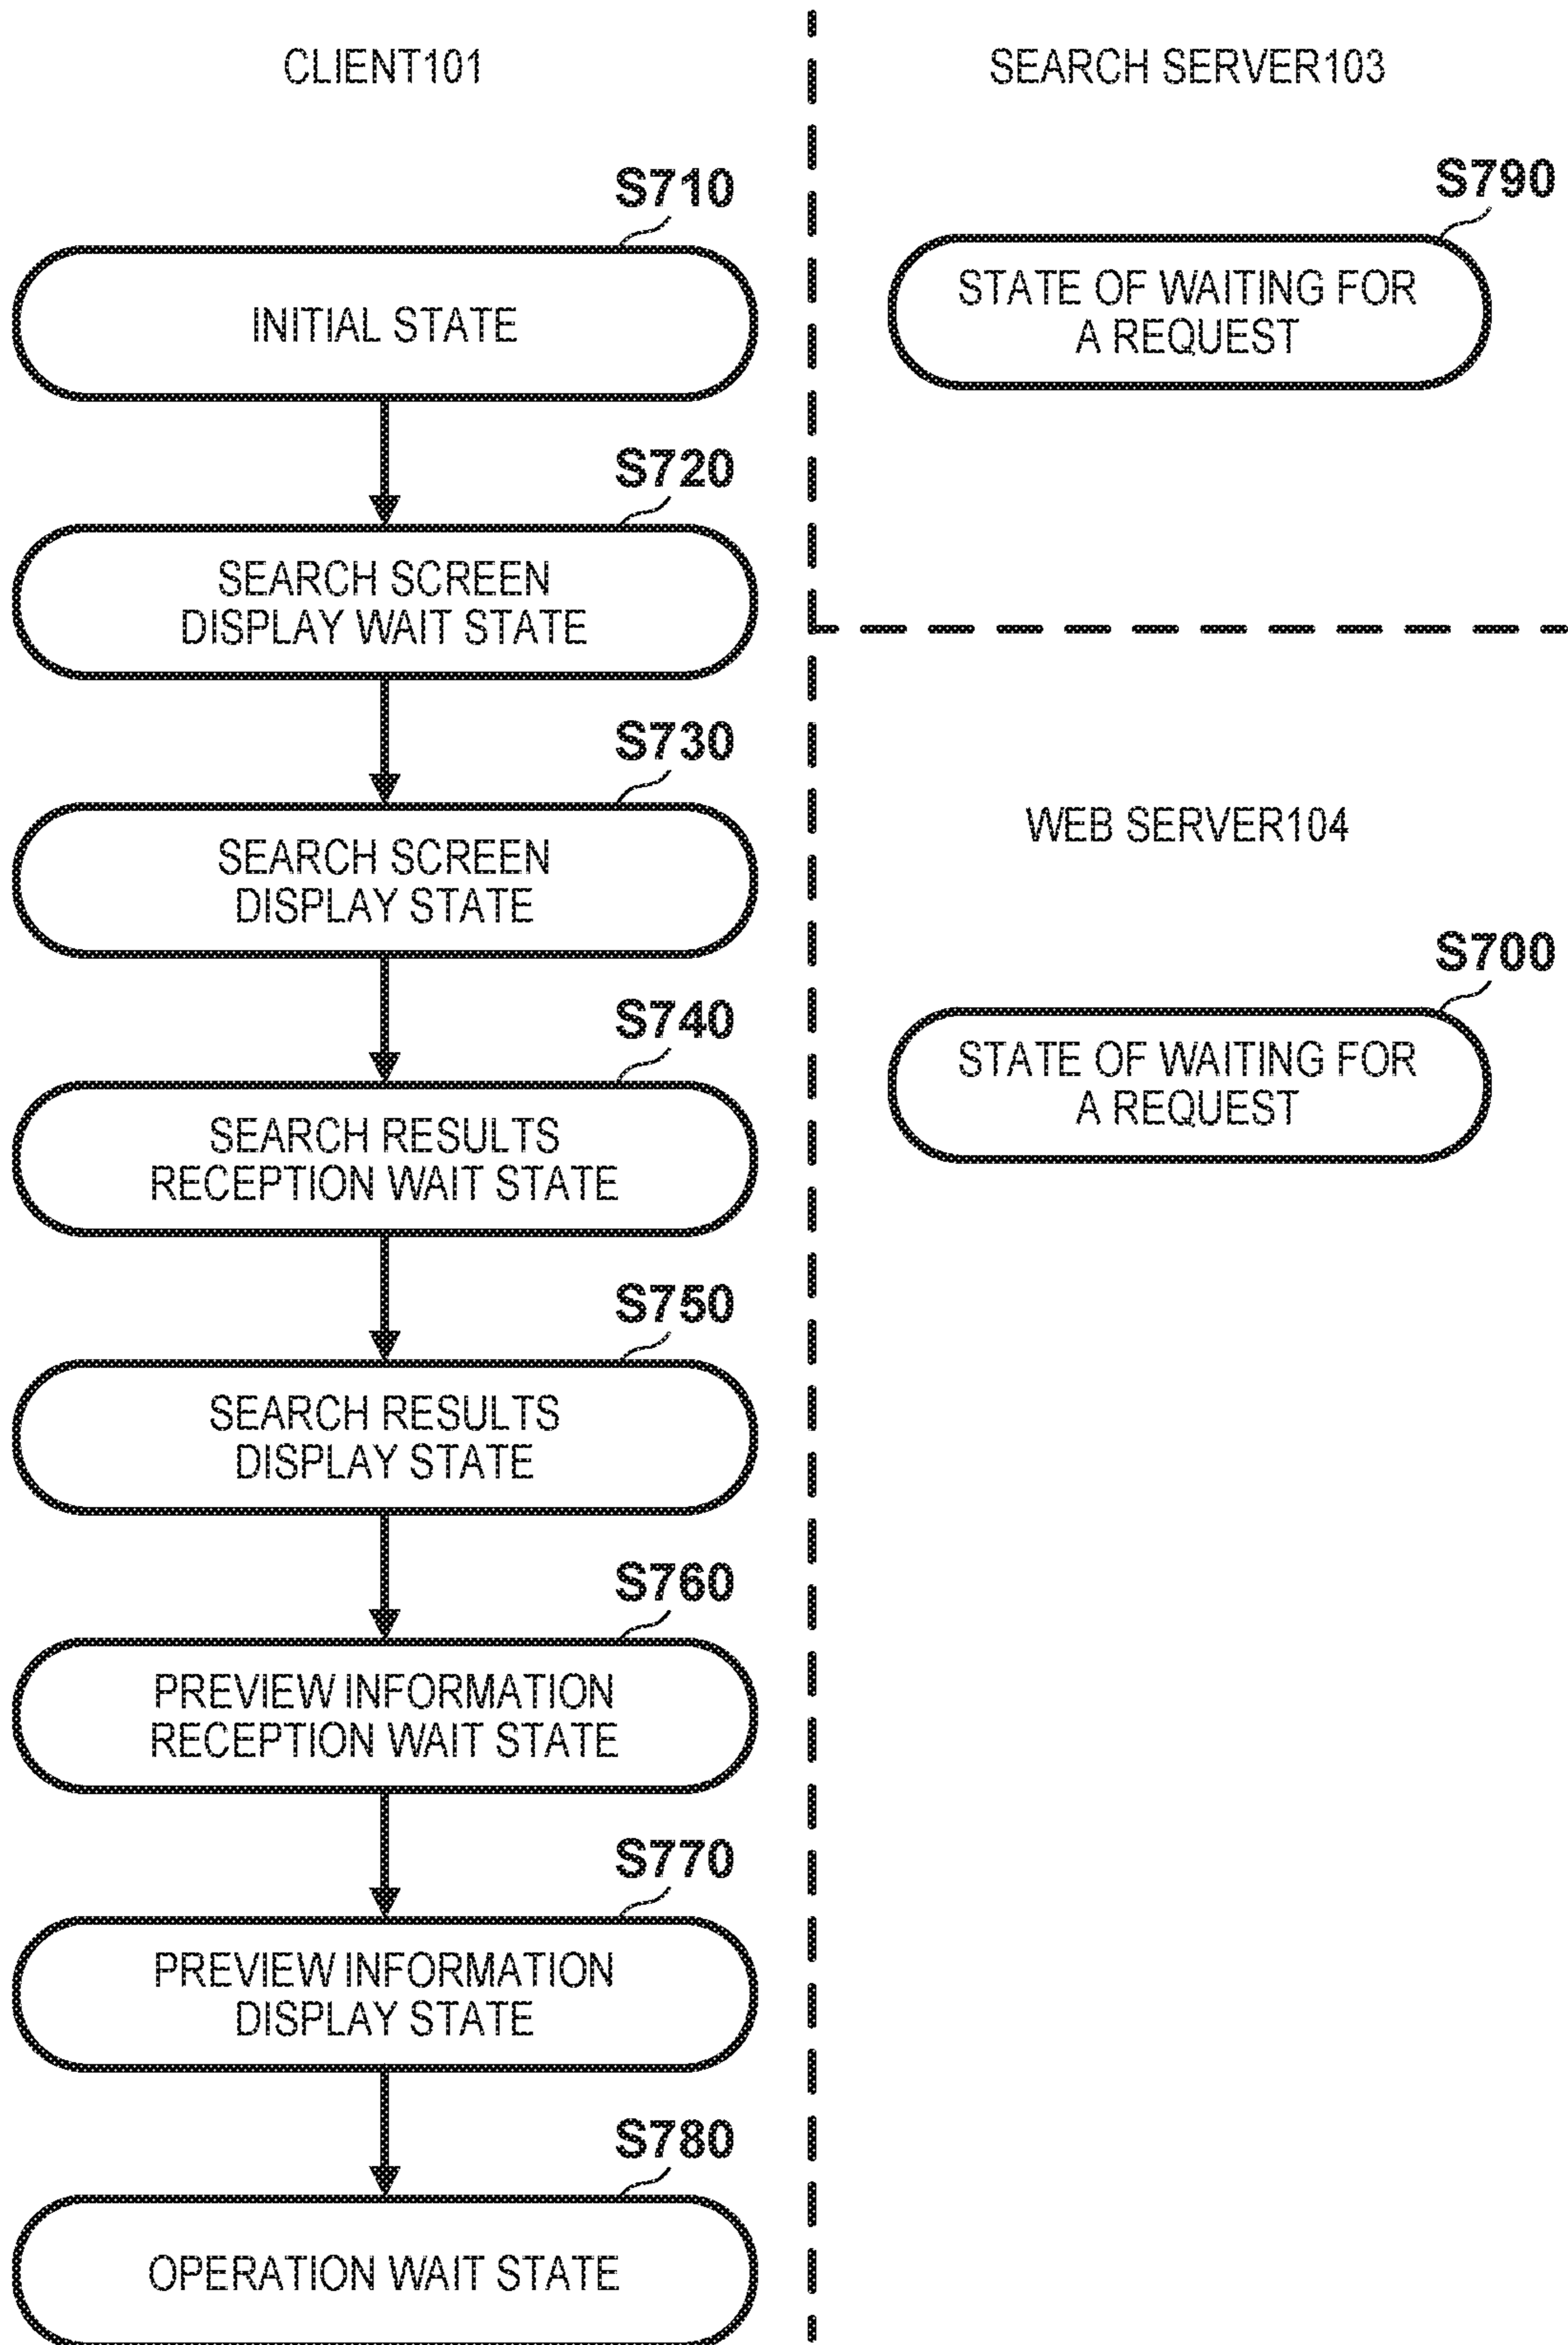 CLIENT101
S710
INITIAL STATE
S720
SEARCH SCREEN
DISPLAY WAIT STATE
S730
SEARCH SCREEN
DISPLAY STATE
S740
SEARCH RESULTS
RECEPTION WAIT STATE
S750
SEARCH RESULTS
DISPLAY STATE
S760
PREVIEW INFORMATION
RECEPTION WAIT STATE
S770
PREVIEW INFORMATION
DISPLAY STATE
S780
OPERATION WAIT STATE
SEARCH SERVER103
S790
STATE OF WAITING FOR
A REQUEST
WEB SERVER104
S700
STATE OF WAITING FOR
A REQUEST